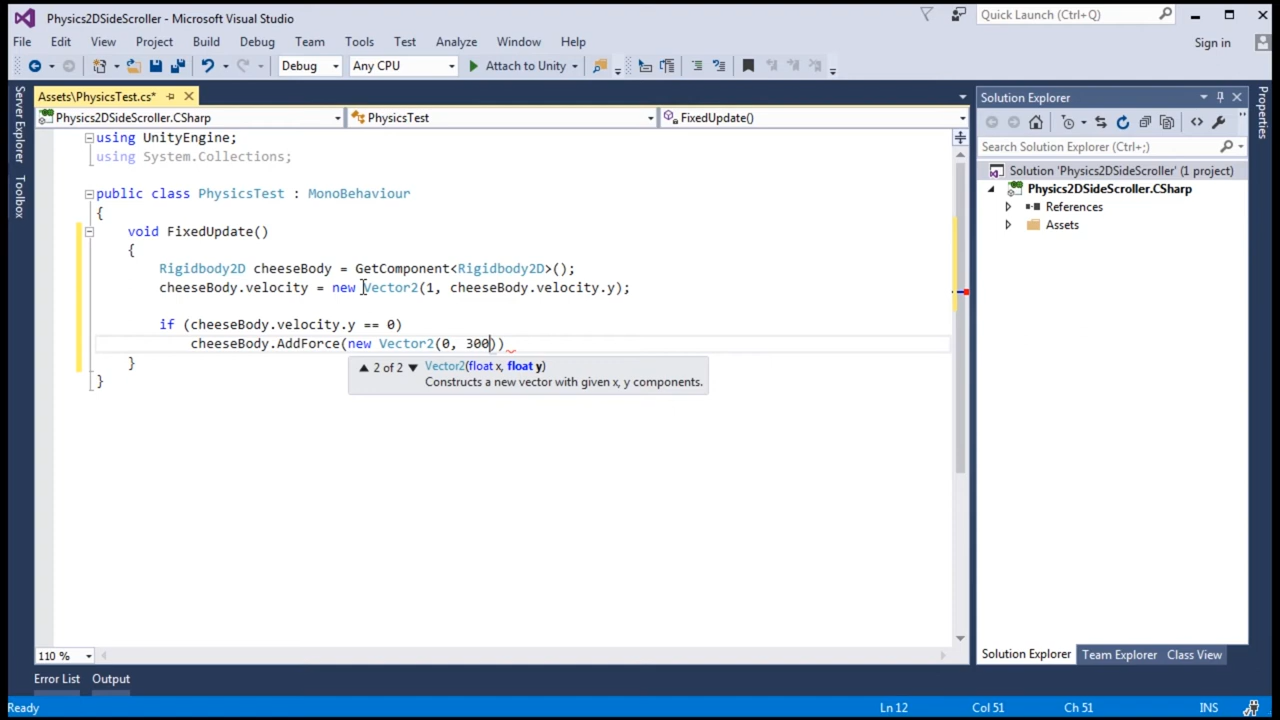 Physics2DSideScroller - Microsoft Visual Studio
Quick Launch (Ctrl+Q)
File Edit View Project Build Debug Team Tools Test Analyze Window Help
Sign in
Debug Any CPU Attach to Unity
Server Explorer
Toolbox
Assets\PhysicsTest.cs*
Physics2DSideScroller.CSharp PhysicsTest FixedUpdate()
using UnityEngine;
using System.Collections;
public class PhysicsTest : MonoBehaviour
{
void FixedUpdate()
{
Rigidbody2D cheeseBody = GetComponent<Rigidbody2D>();
cheeseBody.velocity = new Vector2(1, cheeseBody.velocity.y);
if (cheeseBody.velocity.y == 0)
cheeseBody.AddForce(new Vector2(0, 300))
2 of 2 Vector2(float x, float y)
Constructs a new vector with given x, y components.
}
}
110 %
Solution Explorer
Search Solution Explorer (Ctrl+;)
Solution 'Physics2DSideScroller' (1 project)
Physics2DSideScroller.CSharp
References
Assets
Solution Explorer Team Explorer Class View
Properties
Error List Output
Ready Ln 12 Col 51 Ch 51 INS